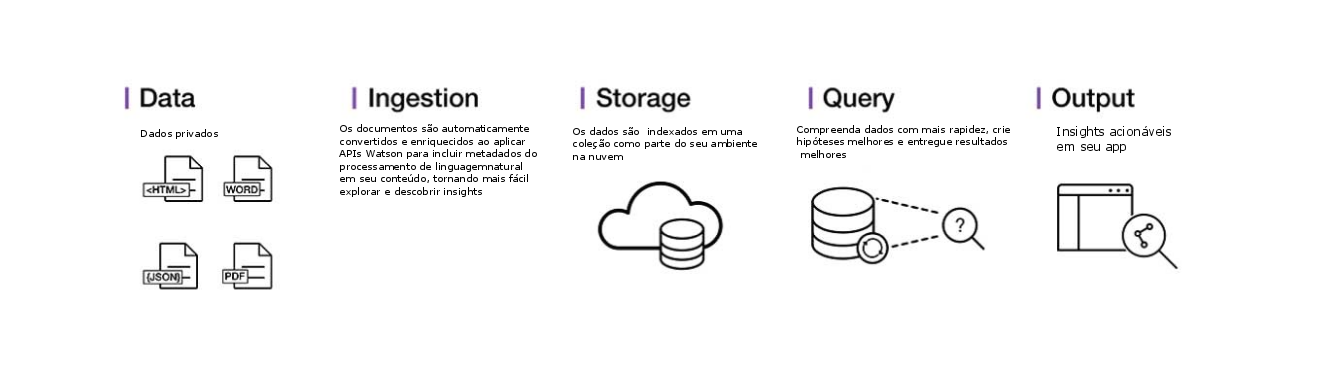 Data
Dados privados
<HTML>
WORD
{JSON}
PDF
Ingestion
Os documentos são automaticamente
convertidos e enriquecidos ao aplicar
APIs Watson para incluir metadados do
processamento de linguagemnatural
em seu conteúdo, tornando mais fácil
explorar e descobrir insights
Storage
Os dados são indexados em uma
coleção como parte do seu ambiente
na nuvem
Query
Compreenda dados com mais rapidez, crie
hipóteses melhores e entregue resultados
melhores
?
Output
Insights acionáveis
em seu app